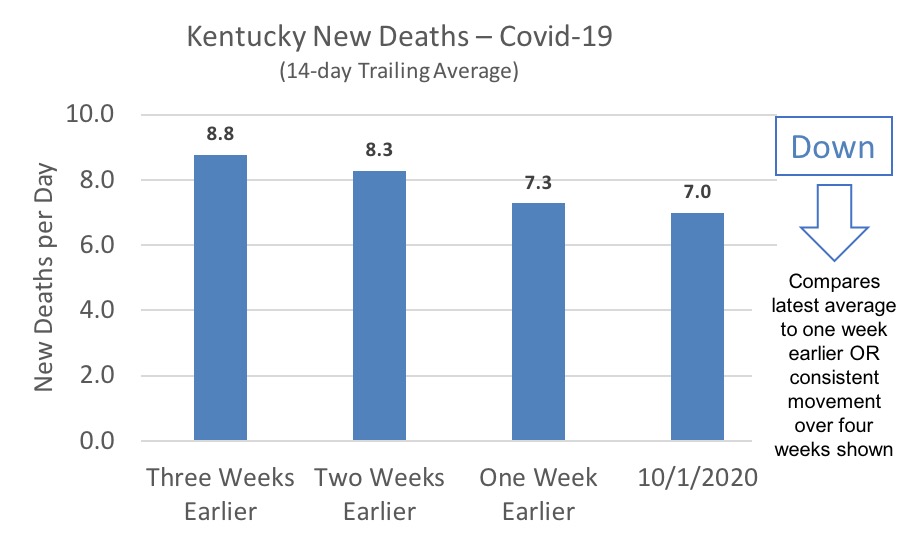 Kentucky New Deaths – Covid-19
(14-day Trailing Average)
New Deaths per Day
10.0
8.0
6.0
4.0
2.0
0.0
8.8
8.3
7.3
7.0
Three Weeks
Earlier
Two Weeks
Earlier
One Week
Earlier
10/1/2020
Down
Compares
latest average
to one week
earlier OR
consistent
movement
over four
weeks shown